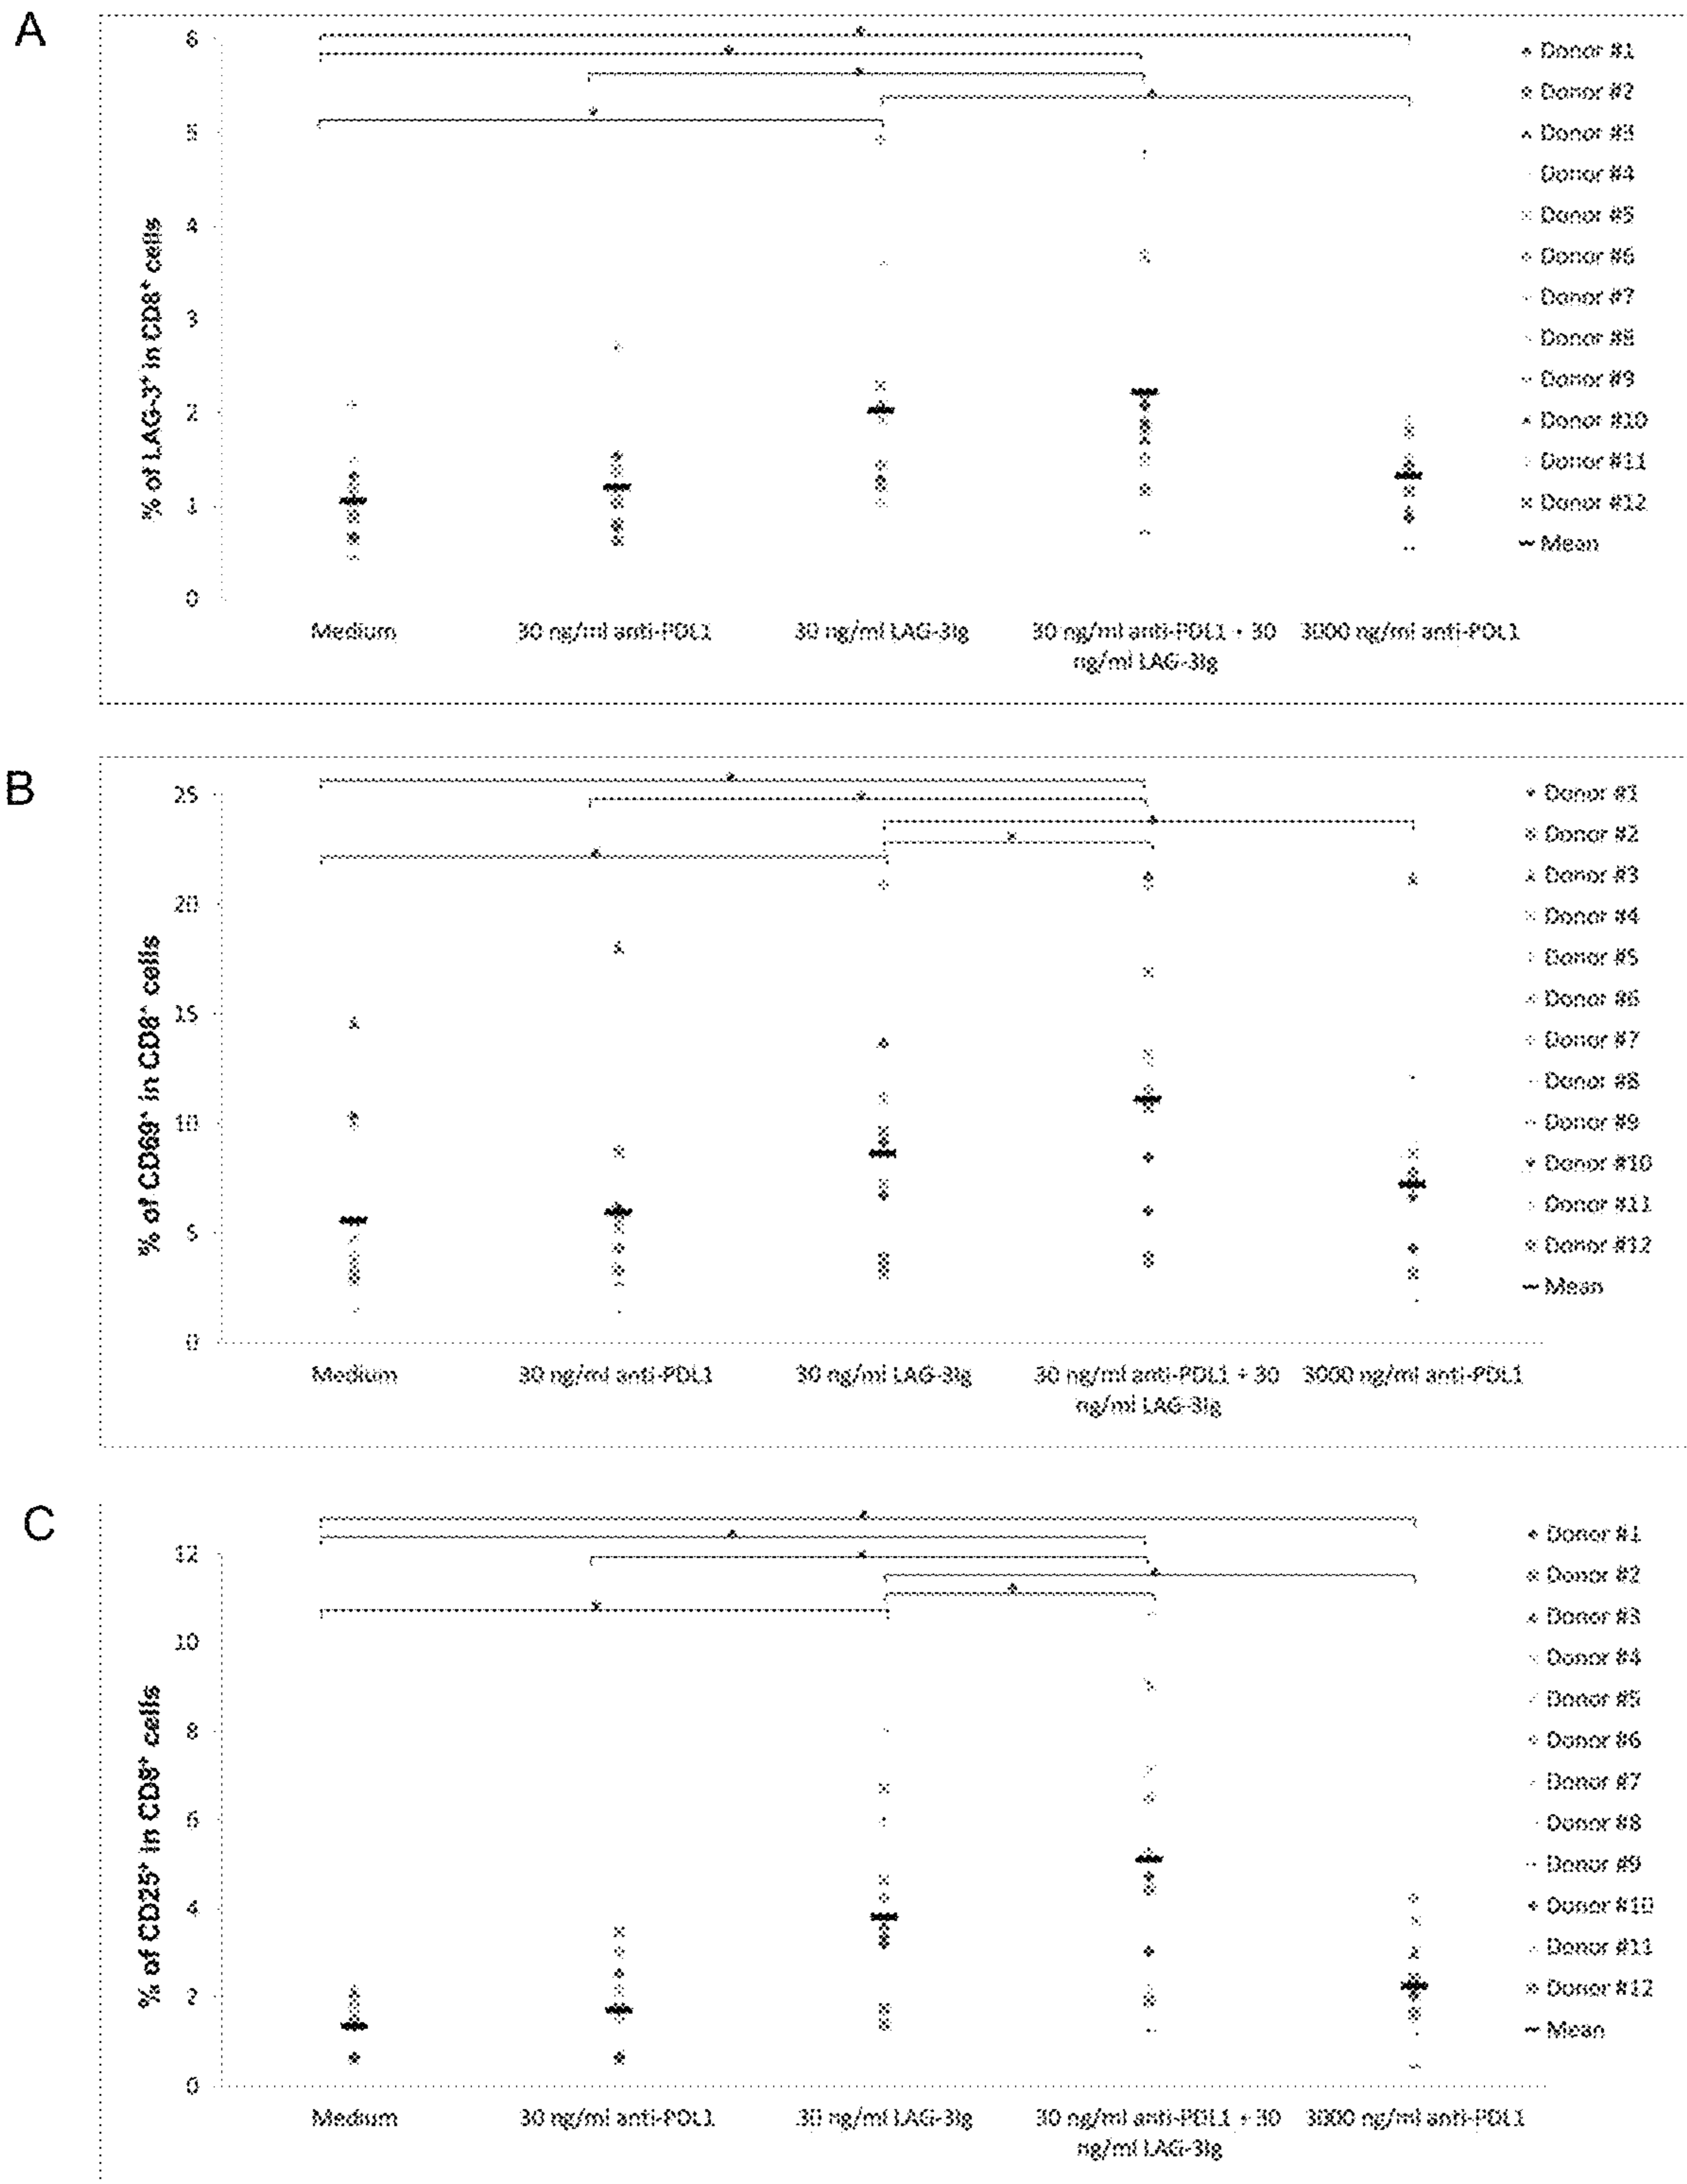 A
6
5
4
3
2
1
0
% of LAG-3⁺ in CD8⁺ cells
Medium
30 ng/ml anti-PDL1
30 ng/ml LAG-3Ig
30 ng/ml anti-PDL1 + 30
ng/ml LAG-3Ig
3000 ng/ml anti-PDL1
Donor #1
Donor #2
Donor #3
Donor #4
Donor #5
Donor #6
Donor #7
Donor #8
Donor #9
Donor #10
Donor #11
Donor #12
Mean
B
25
20
15
10
5
0
% of CD69⁺ in CD8⁺ cells
Medium
30 ng/ml anti-PDL1
30 ng/ml LAG-3Ig
30 ng/ml anti-PDL1 + 30
ng/ml LAG-3Ig
3000 ng/ml anti-PDL1
Donor #1
Donor #2
Donor #3
Donor #4
Donor #5
Donor #6
Donor #7
Donor #8
Donor #9
Donor #10
Donor #11
Donor #12
Mean
C
12
10
8
6
4
2
0
% of CD25⁺ in CD8⁺ cells
Medium
30 ng/ml anti-PDL1
30 ng/ml LAG-3Ig
30 ng/ml anti-PDL1 + 30
ng/ml LAG-3Ig
3000 ng/ml anti-PDL1
Donor #1
Donor #2
Donor #3
Donor #4
Donor #5
Donor #6
Donor #7
Donor #8
Donor #9
Donor #10
Donor #11
Donor #12
Mean